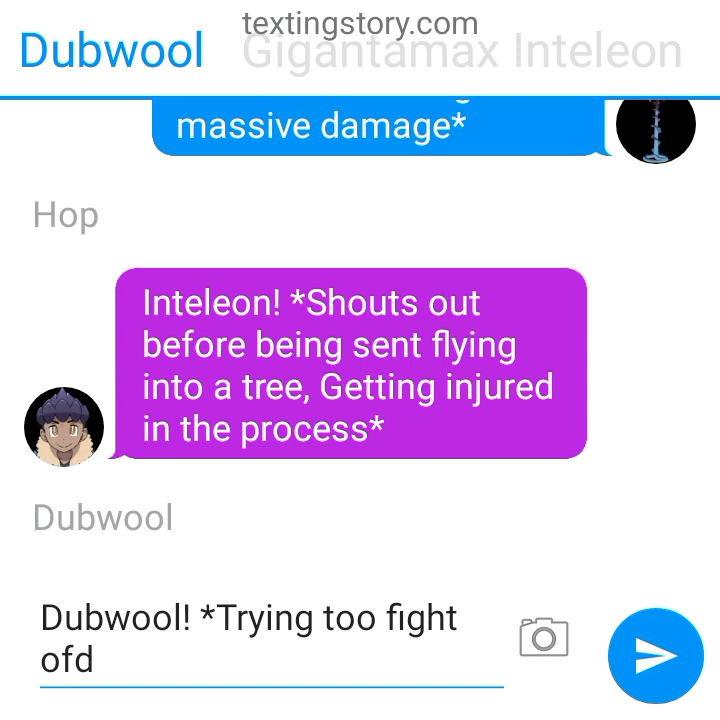 textingstory.com
Dubwool Gigantamax Inteleon
massive damage*
Hop
Inteleon! *Shouts out
before being sent flying
into a tree, Getting injured
in the process*
Dubwool
Dubwool! *Trying too fight
ofd